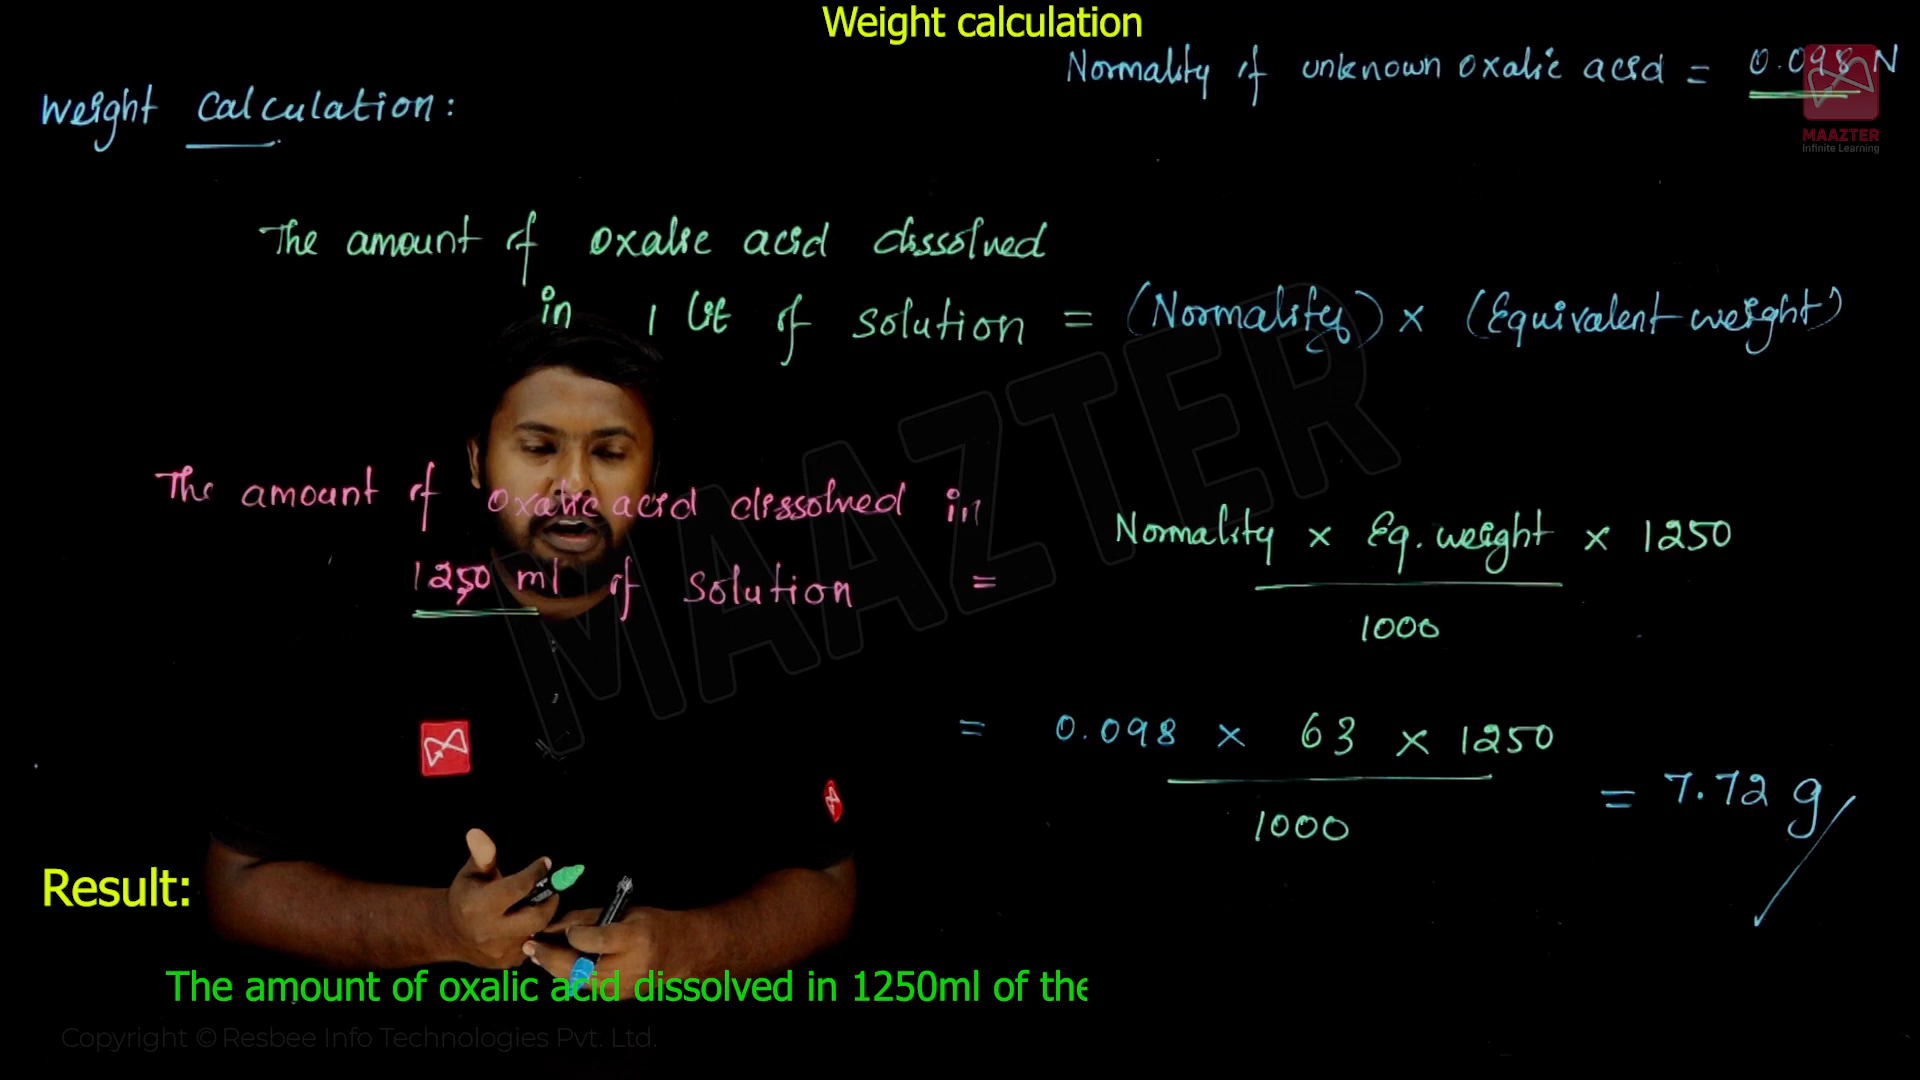 Weight calculation
Normality of unknown oxalic acid = 0.098 N
MAAZTER
Infinite Learning
Weight Calculation:
The amount of oxalic acid dissolved
in 1 lit of solution = (Normality) × (Equivalent weight)
The amount of oxalic acid dissolved in
1250 ml of solution =
Normality × Eq. weight × 1250
1000
= 0.098 × 63 × 1250
1000
= 7.72 g
MAAZTER
Result:
The amount of oxalic acid dissolved in 1250ml of the
Copyright © Resbee Info Technologies Pvt. Ltd.